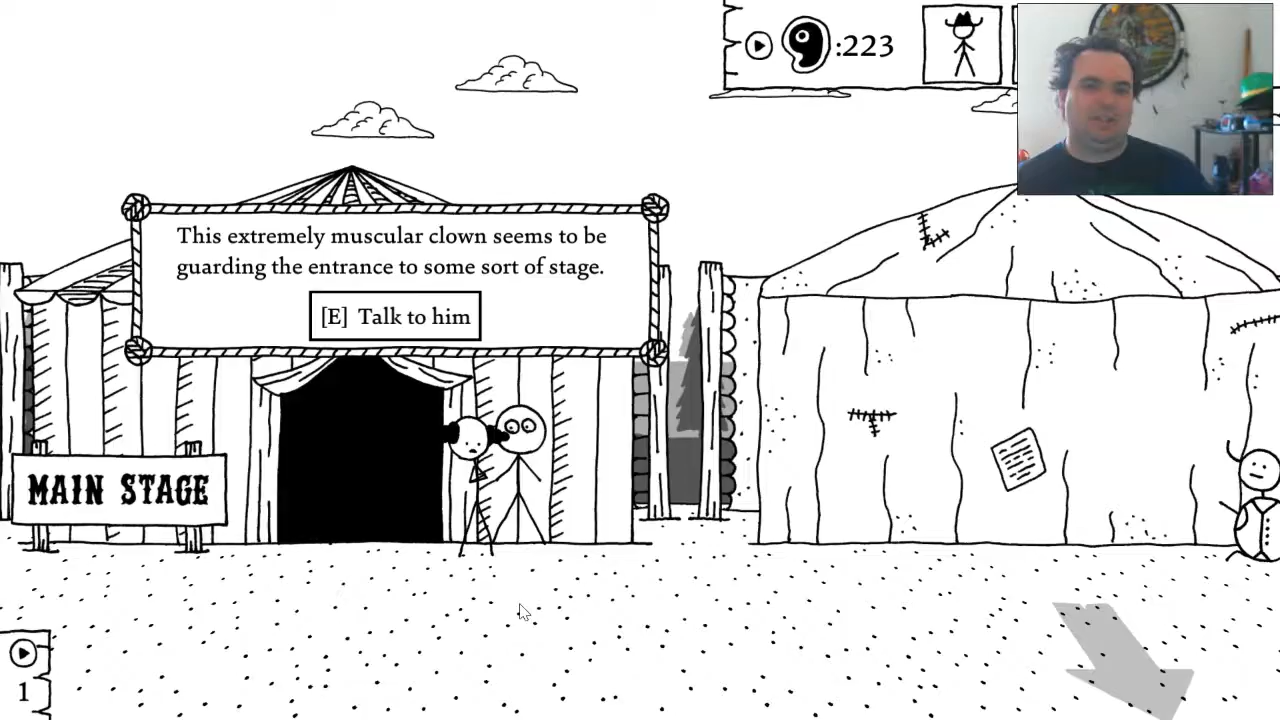 :223
This extremely muscular clown seems to be
guarding the entrance to some sort of stage.
[E] Talk to him
MAIN STAGE
1